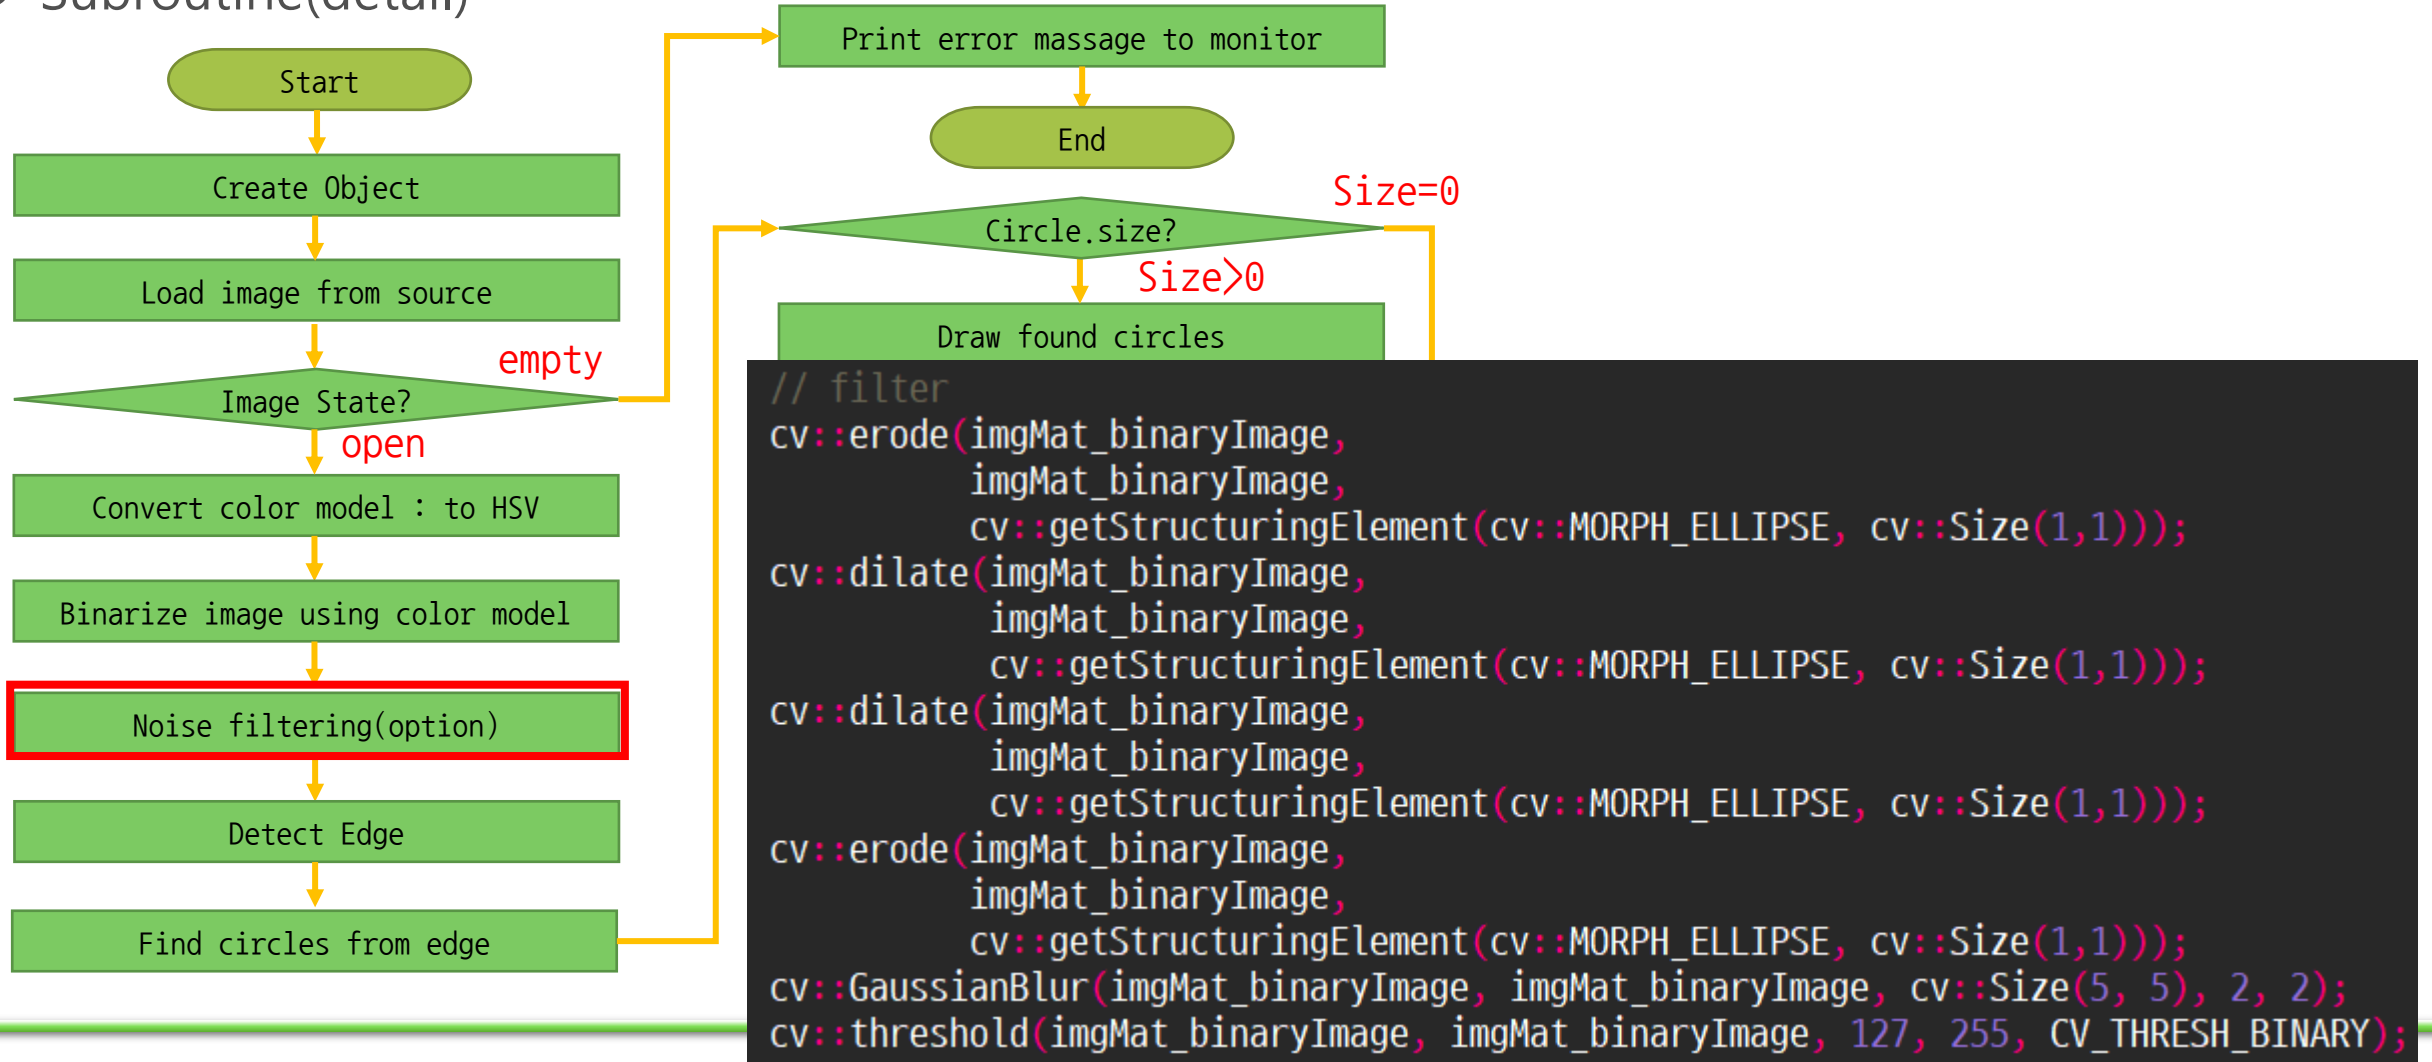 Subroutine(detail)
Start
Create Object
Load image from source
Image State?
empty
open
Convert color model : to HSV
Binarize image using color model
Noise filtering(option)
Detect Edge
Find circles from edge
Print error massage to monitor
End
Circle.size?
Size=0
Size>0
Draw found circles
// filter
cv::erode(imgMat_binaryImage,
imgMat_binaryImage,
cv::getStructuringElement(cv::MORPH_ELLIPSE, cv::Size(1,1)));
cv::dilate(imgMat_binaryImage,
imgMat_binaryImage,
cv::getStructuringElement(cv::MORPH_ELLIPSE, cv::Size(1,1)));
cv::dilate(imgMat_binaryImage,
imgMat_binaryImage,
cv::getStructuringElement(cv::MORPH_ELLIPSE, cv::Size(1,1)));
cv::erode(imgMat_binaryImage,
imgMat_binaryImage,
cv::getStructuringElement(cv::MORPH_ELLIPSE, cv::Size(1,1)));
cv::GaussianBlur(imgMat_binaryImage, imgMat_binaryImage, cv::Size(5, 5), 2, 2);
cv::threshold(imgMat_binaryImage, imgMat_binaryImage, 127, 255, CV_THRESH_BINARY);